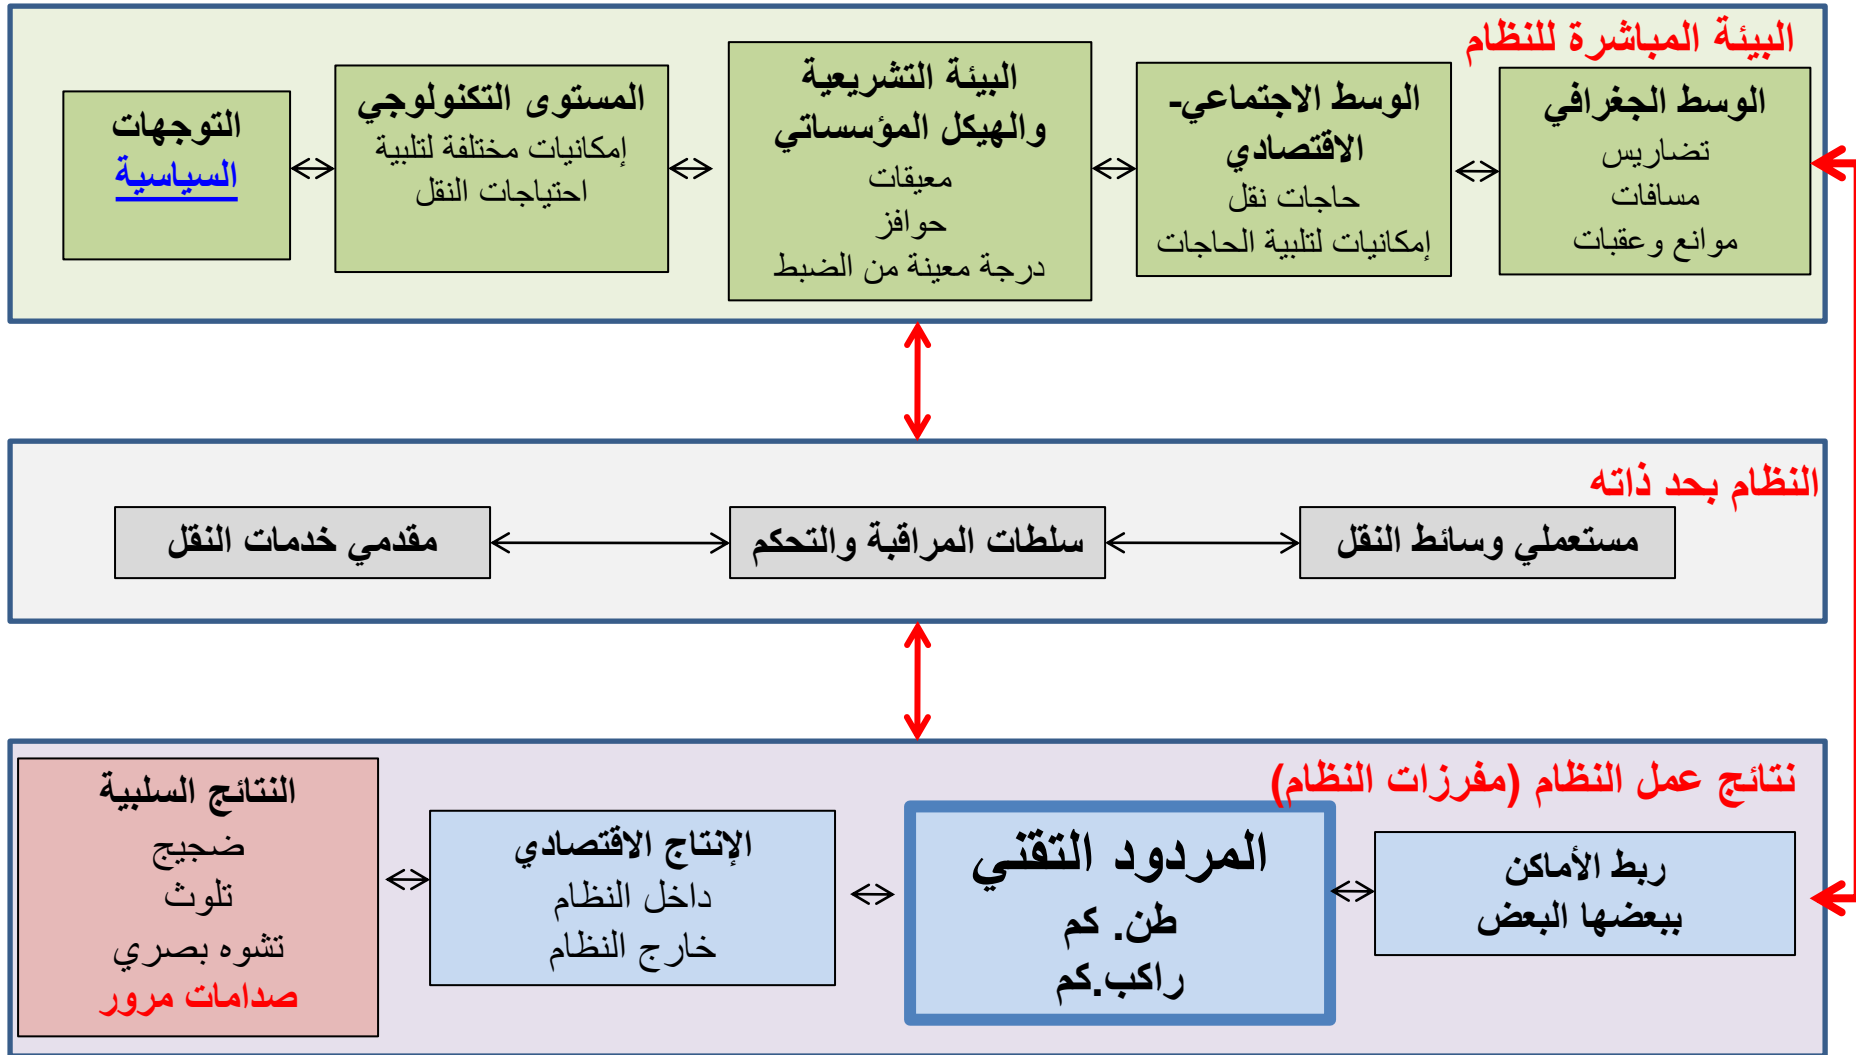 البيئة المباشرة للنظام
الوسط الجغرافي
تضاريس
مسافات
موانع وعقبات
الوسط الاجتماعي-
الاقتصادي
حاجات نقل
إمكانيات لتلبية الحاجات
البيئة التشريعية
والهيكل المؤسساتي
معيقات
حوافز
درجة معينة من الضبط
المستوى التكنولوجي
إمكانيات مختلفة لتلبية
احتياجات النقل
التوجهات
السياسية
النظام بحد ذاته
مستعملي وسائط النقل
سلطات المراقبة والتحكم
مقدمي خدمات النقل
نتائج عمل النظام (مفرزات النظام)
ربط الأماكن
ببعضها البعض
المردود التقني
طن. كم
راكب.كم
الإنتاج الاقتصادي
داخل النظام
خارج النظام
النتائج السلبية
ضجيج
تلوث
تشوه بصري
صدامات مرور